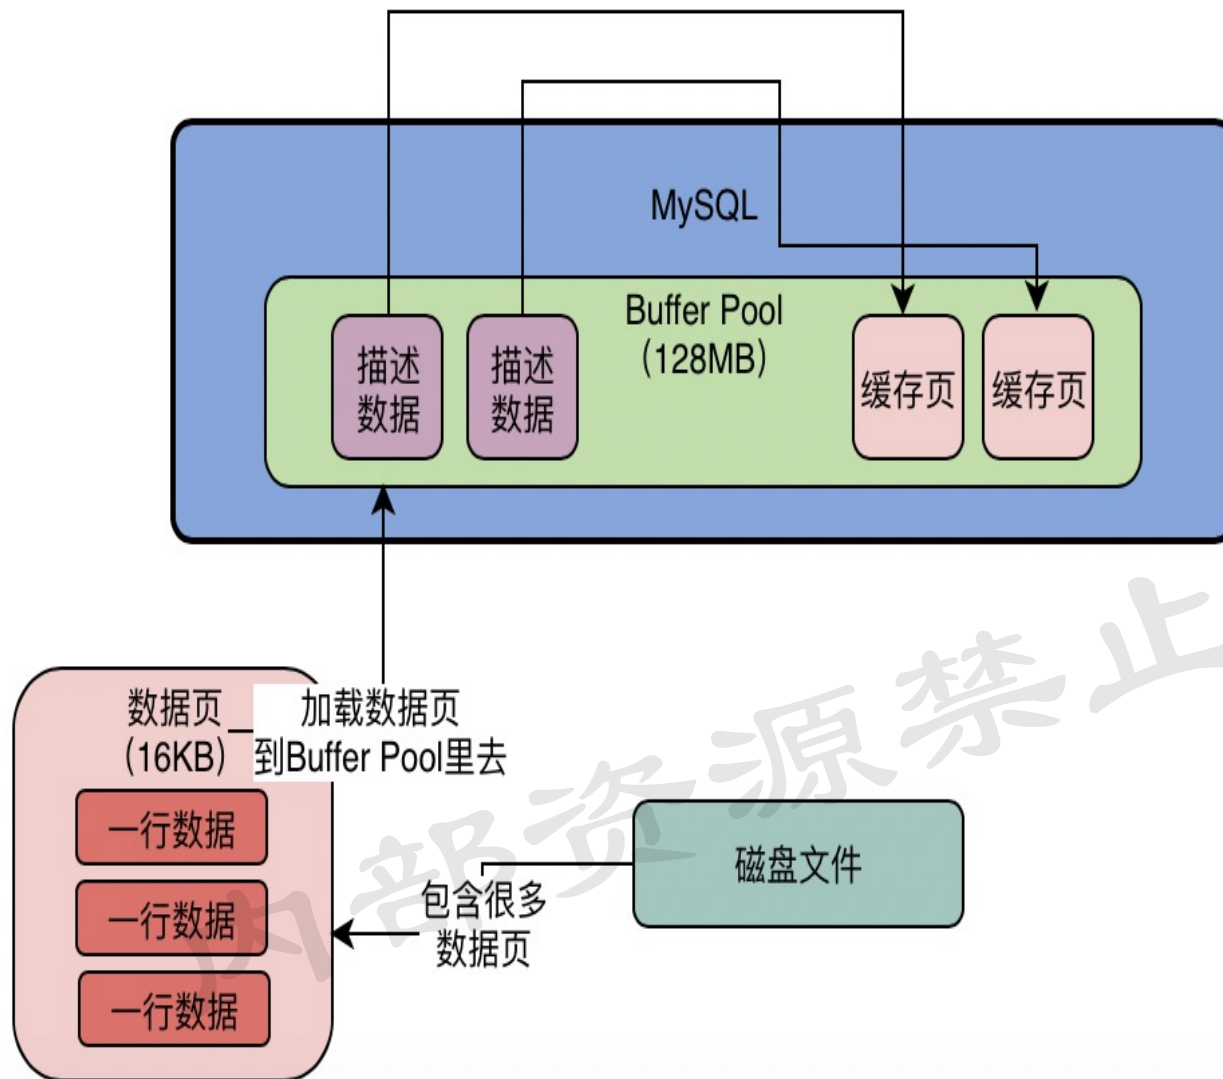 MySQL
Buffer Pool
(128MB)
描述
数据
描述
数据
缓存页
缓存页
数据页
(16KB)
加载数据页
到Buffer Pool里去
一行数据
一行数据
一行数据
包含很多
数据页
磁盘文件
内部资源禁止